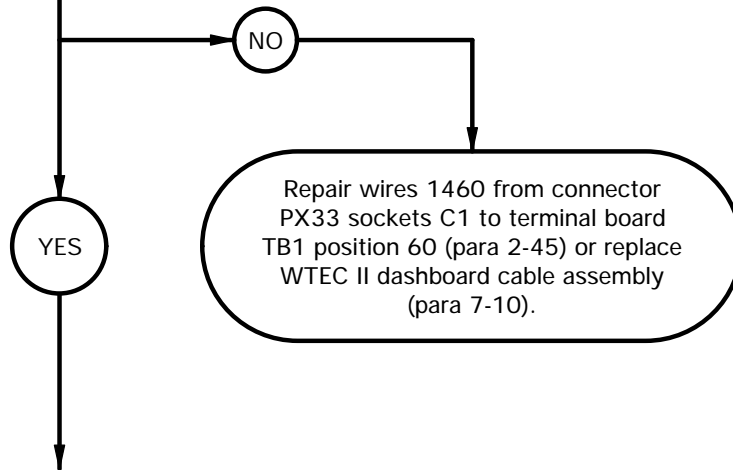 NO
YES
Repair wires 1460 from connector
PX33 sockets C1 to terminal board
TB1 position 60 (para 2-45) or replace
WTEC II dashboard cable assembly
(para 7-10).